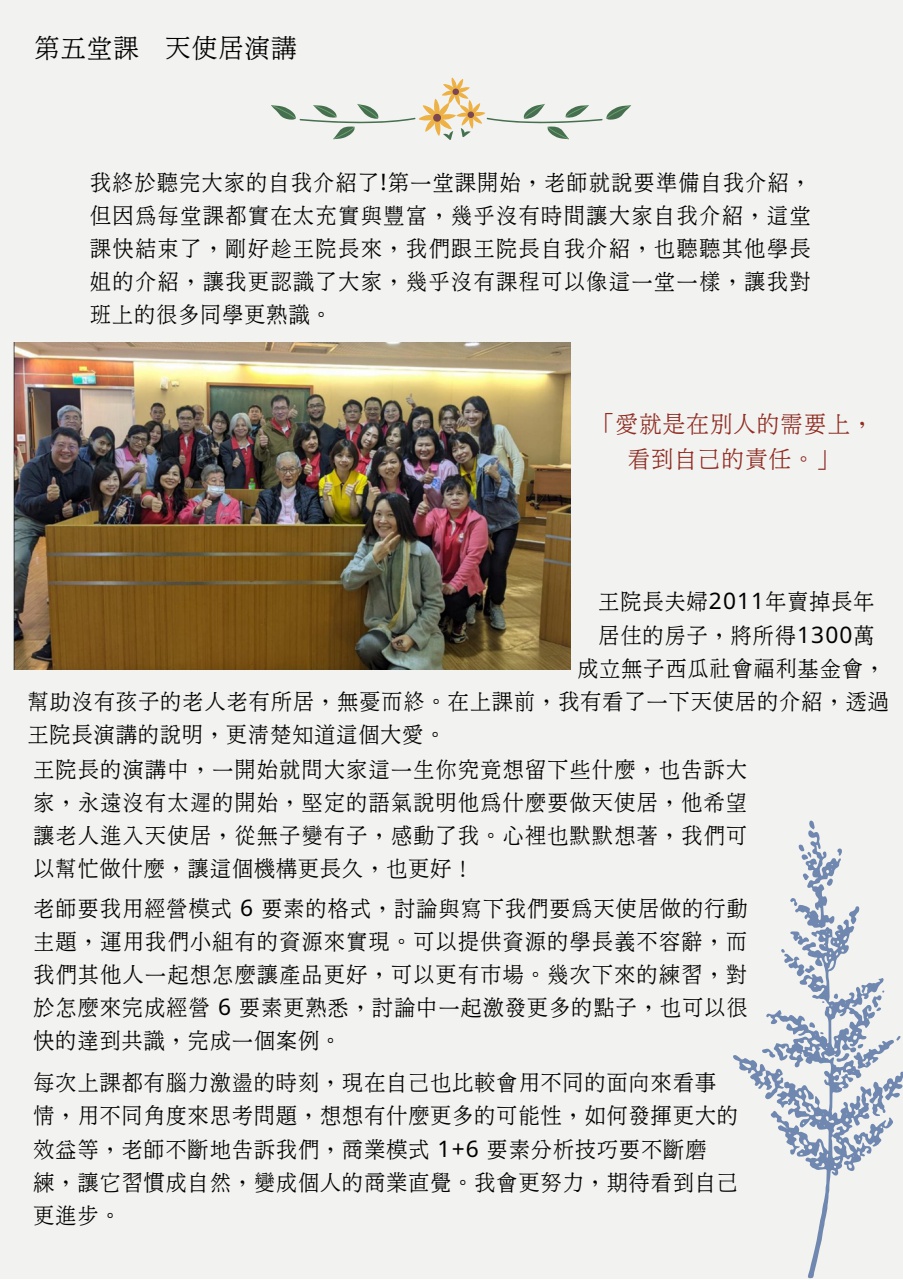 第五堂課　天使居演講
我終於聽完大家的自我介紹了!第一堂課開始，老師就說要準備自我介紹，
但因為每堂課都實在太充實與豐富，幾乎沒有時間讓大家自我介紹，這堂
課快結束了，剛好趁王院長來，我們跟王院長自我介紹，也聽聽其他學長
姐的介紹，讓我更認識了大家，幾乎沒有課程可以像這一堂一樣，讓我對
班上的很多同學更熟識。
「愛就是在別人的需要上，
看到自己的責任。」
王院長夫婦2011年賣掉長年
居住的房子，將所得1300萬
成立無子西瓜社會福利基金會，
幫助沒有孩子的老人老有所居，無憂而終。在上課前，我有看了一下天使居的介紹，透過
王院長演講的說明，更清楚知道這個大愛。
王院長的演講中，一開始就問大家這一生你究竟想留下些什麼，也告訴大
家，永遠沒有太遲的開始，堅定的語氣說明他為什麼要做天使居，他希望
讓老人進入天使居，從無子變有子，感動了我。心裡也默默想著，我們可
以幫忙做什麼，讓這個機構更長久，也更好！
老師要我用經營模式 6 要素的格式，討論與寫下我們要為天使居做的行動
主題，運用我們小組有的資源來實現。可以提供資源的學長義不容辭，而
我們其他人一起想怎麼讓產品更好，可以更有市場。幾次下來的練習，對
於怎麼來完成經營 6 要素更熟悉，討論中一起激發更多的點子，也可以很
快的達到共識，完成一個案例。
每次上課都有腦力激盪的時刻，現在自己也比較會用不同的面向來看事
情，用不同角度來思考問題，想想有什麼更多的可能性，如何發揮更大的
效益等，老師不斷地告訴我們，商業模式 1+6 要素分析技巧要不斷磨
練，讓它習慣成自然，變成個人的商業直覺。我會更努力，期待看到自己
更進步。